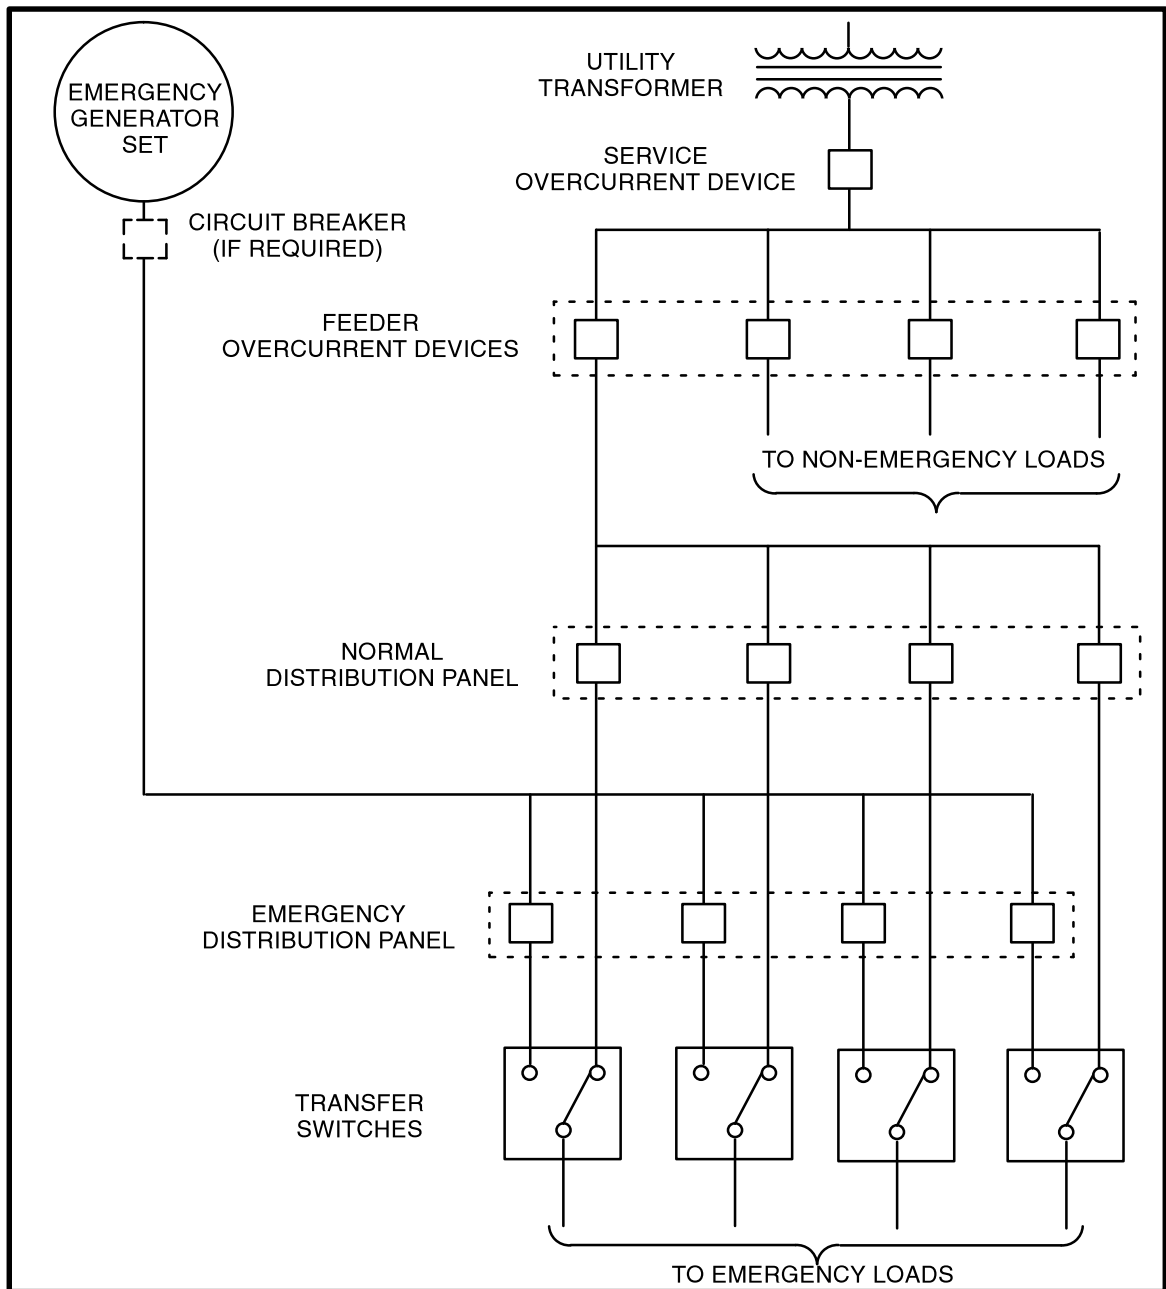 EMERGENCY
GENERATOR
SET
UTILITY
TRANSFORMER
SERVICE
OVERCURRENT DEVICE
CIRCUIT BREAKER
(IF REQUIRED)
FEEDER
OVERCURRENT DEVICES
TO NON-EMERGENCY LOADS
NORMAL
DISTRIBUTION PANEL
EMERGENCY
DISTRIBUTION PANEL
TRANSFER
SWITCHES
TO EMERGENCY LOADS